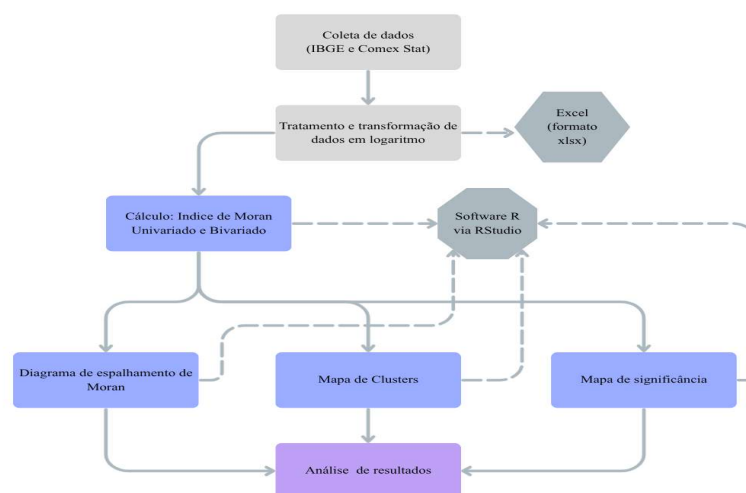 Coleta de dados
(IBGE e Comex Stat)
Tratamento e transformação de
dados em logaritmo
Excel
(formato
xlsx)
Cálculo: Indice de Moran
Univariado e Bivariado
Software R
via RStudio
Diagrama de espalhamento de
Moran
Mapa de Clusters
Mapa de significância
Análise de resultados